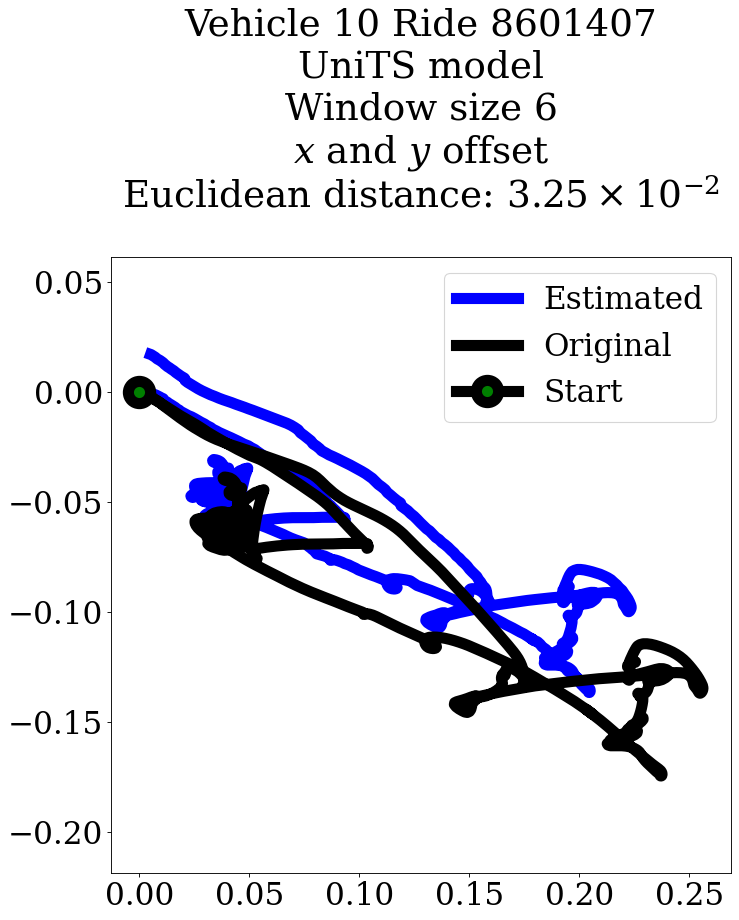 Vehicle 10 Ride 8601407
UniTS model
Window size 6
x and y offset
Euclidean distance: 3.25 × 10⁻²
Estimated
Original
Start
0.05
0.00
−0.05
−0.10
−0.15
−0.20
0.00 0.05 0.10 0.15 0.20 0.25